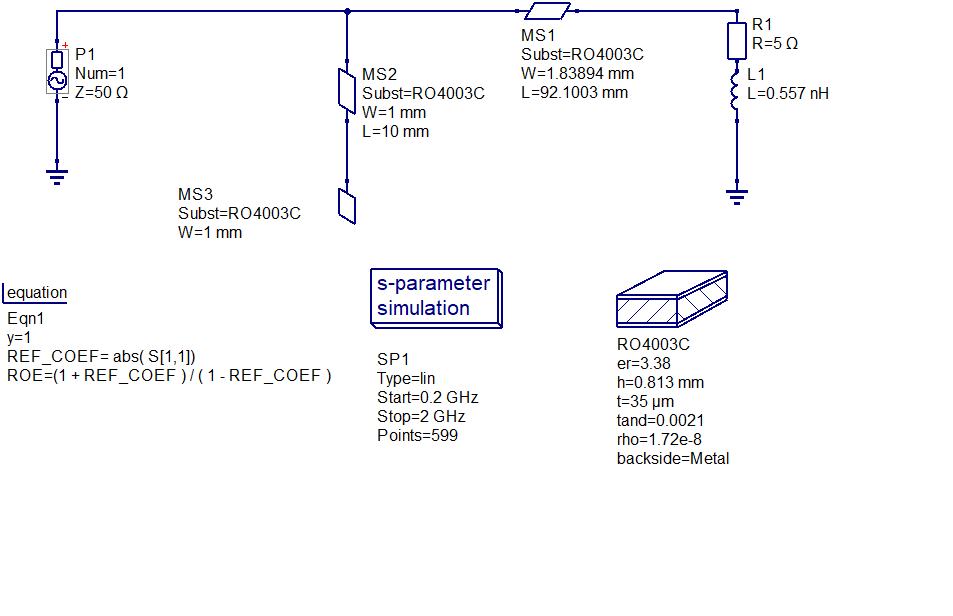 P1
Num=1
Z=50 Ω
MS2
Subst=RO4003C
W=1 mm
L=10 mm
MS1
Subst=RO4003C
W=1.83894 mm
L=92.1003 mm
R1
R=5 Ω
L1
L=0.557 nH
MS3
Subst=RO4003C
W=1 mm
equation
Eqn1
y=1
REF_COEF= abs( S[1,1])
ROE=(1 + REF_COEF ) / ( 1 - REF_COEF )
s-parameter
simulation
SP1
Type=lin
Start=0.2 GHz
Stop=2 GHz
Points=599
RO4003C
er=3.38
h=0.813 mm
t=35 µm
tand=0.0021
rho=1.72e-8
backside=Metal